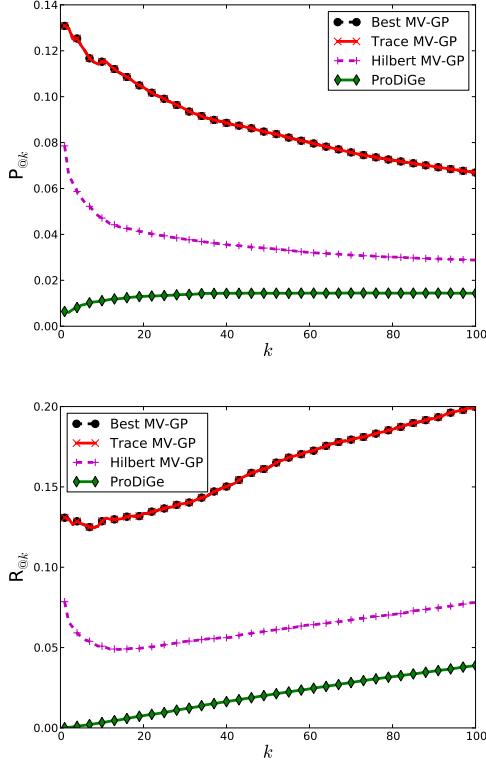 0.14
0.12
0.10
0.08
0.06
0.04
0.02
0.00
P@k
Best MV-GP
Trace MV-GP
Hilbert MV-GP
ProDiGe
0 20 40 60 80 100
k
0.20
0.15
0.10
0.05
0.00
R@k
Best MV-GP
Trace MV-GP
Hilbert MV-GP
ProDiGe
0 20 40 60 80 100
k